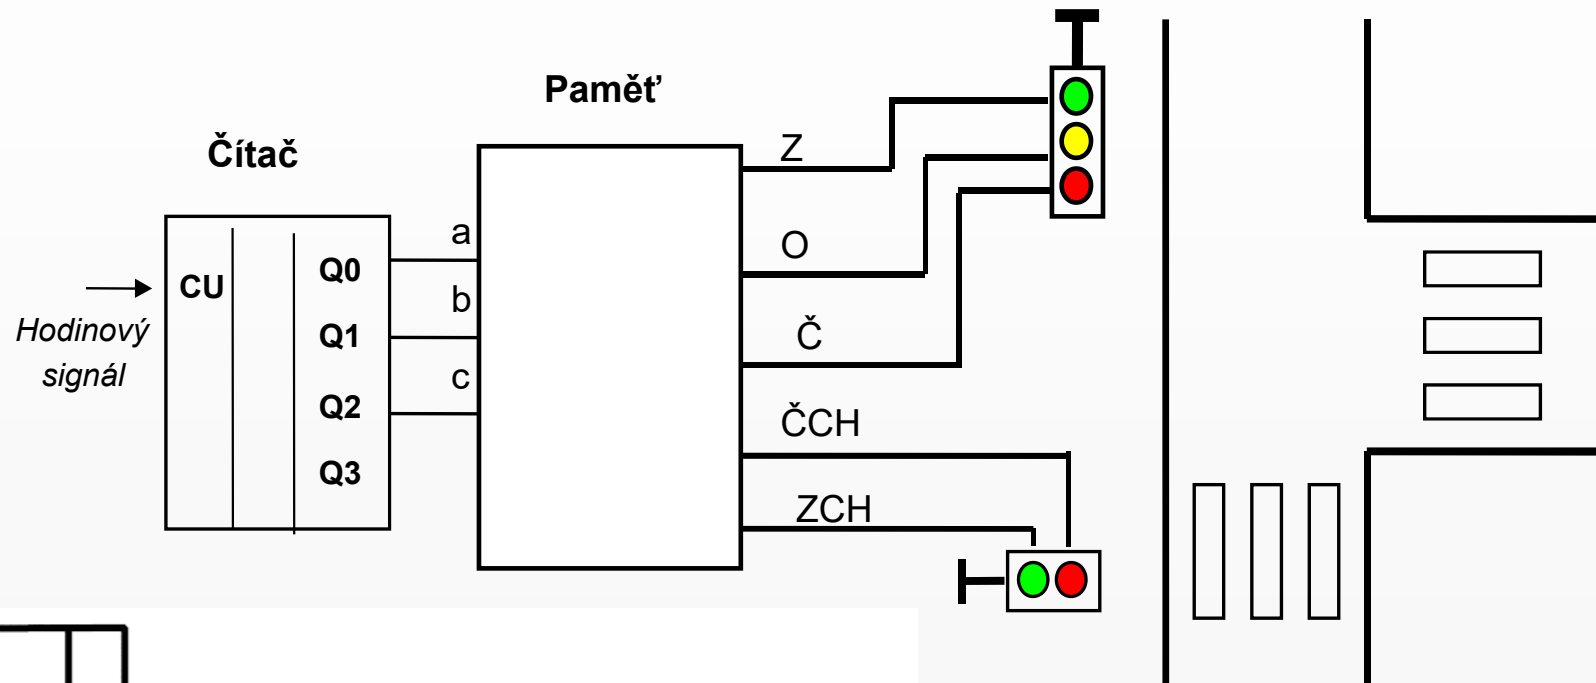 Paměť
Čítač
Z
a
O
CU
Q0
b
Hodinový
signál
Q1
Č
c
Q2
ČCH
Q3
ZCH